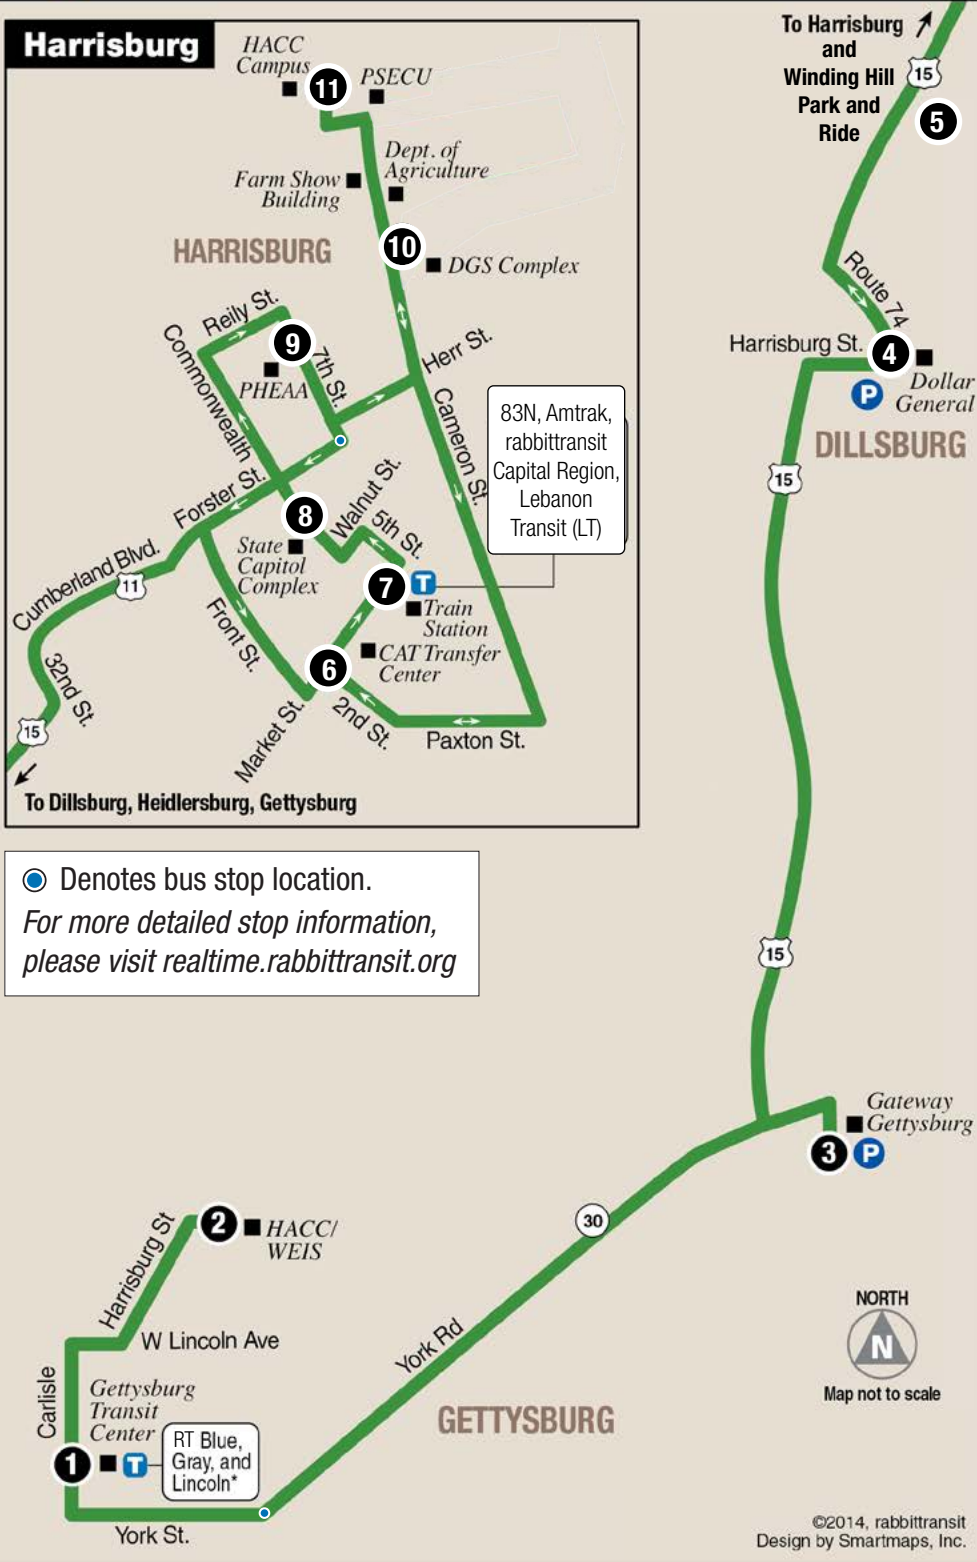 Harrisburg
HACC
Campus
11
PSECU
Dept. of
Agriculture
Farm Show
Building
HARRISBURG
10
DGS Complex
Reily St.
9
7th St.
Commonwealth
PHEAA
Herr St.
Cameron St.
83N, Amtrak,
rabbittransit
Capital Region,
Lebanon
Transit (LT)
Forster St.
8
Walnut St.
5th St.
State
Capitol
Complex
Cumberland Blvd.
11
7
T
Train
Station
Front St.
32nd St.
6
CAT Transfer
Center
15
Market St.
2nd St.
Paxton St.
To Dillsburg, Heidlersburg, Gettysburg
To Harrisburg
and
Winding Hill
Park and
Ride
15
5
Route 74
Harrisburg St.
4
P
Dollar
General
DILLSBURG
15
Denotes bus stop location.
For more detailed stop information,
please visit realtime.rabbittransit.org
15
Gateway
Gettysburg
3
P
30
2
HACC/
WEIS
Harrisburg St
W Lincoln Ave
York Rd
Carlisle
Gettysburg
Transit
Center
1
T
RT Blue,
Gray, and
Lincoln*
York St.
GETTYSBURG
NORTH
N
Map not to scale
©2014, rabbittransit
Design by Smartmaps, Inc.